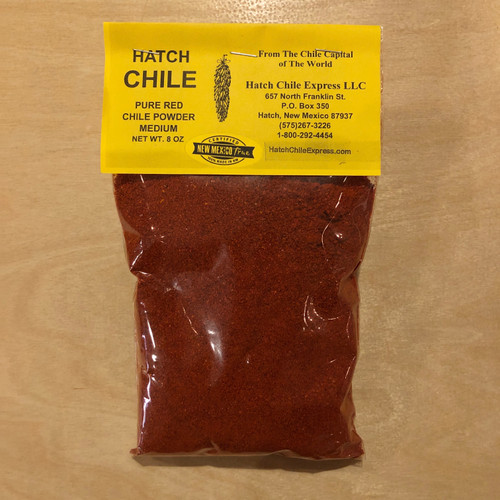 HATCH
CHILE
PURE RED
CHILE POWDER
MEDIUM
NET WT. 8 OZ
From The Chile Capital
of The World
Hatch Chile Express LLC
657 North Franklin St.
P.O. Box 350
Hatch, New Mexico 87937
(575)267-3226
1-800-292-4454
HatchChileExpress.com
CERTIFIED
NEW MEXICO True